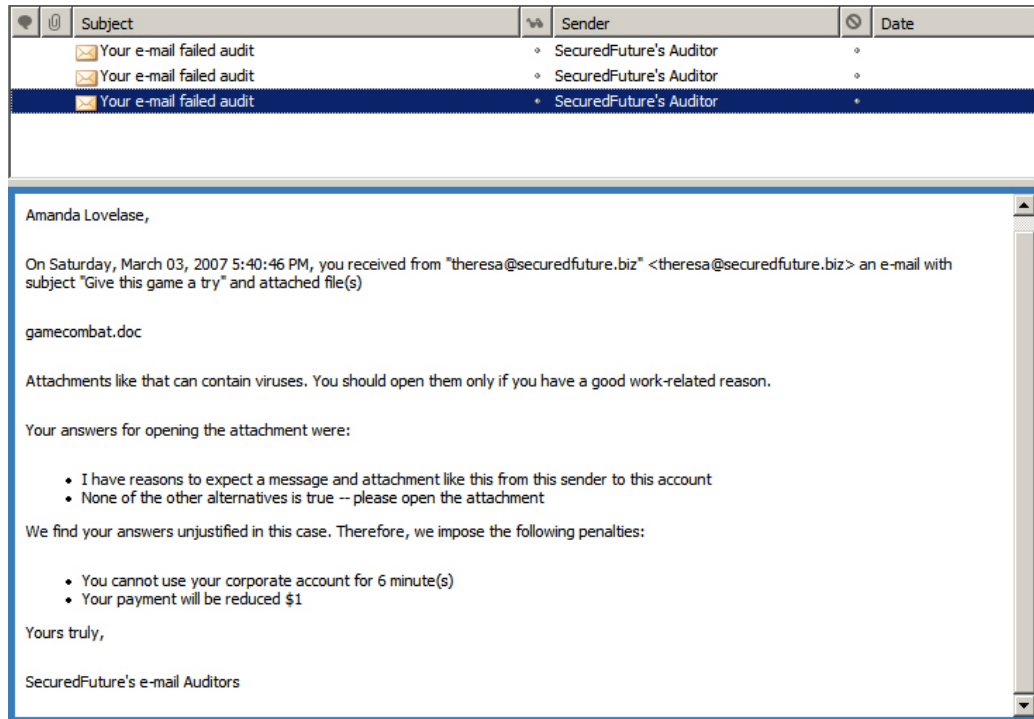 Subject Sender Date
Your e-mail failed audit SecuredFuture's Auditor
Your e-mail failed audit SecuredFuture's Auditor
Your e-mail failed audit SecuredFuture's Auditor
Amanda Lovelase,
On Saturday, March 03, 2007 5:40:46 PM, you received from "theresa@securedfuture.biz" <theresa@securedfuture.biz> an e-mail with
subject "Give this game a try" and attached file(s)
gamecombat.doc
Attachments like that can contain viruses. You should open them only if you have a good work-related reason.
Your answers for opening the attachment were:
• I have reasons to expect a message and attachment like this from this sender to this account
• None of the other alternatives is true -- please open the attachment
We find your answers unjustified in this case. Therefore, we impose the following penalties:
• You cannot use your corporate account for 6 minute(s)
• Your payment will be reduced $1
Yours truly,
SecuredFuture's e-mail Auditors